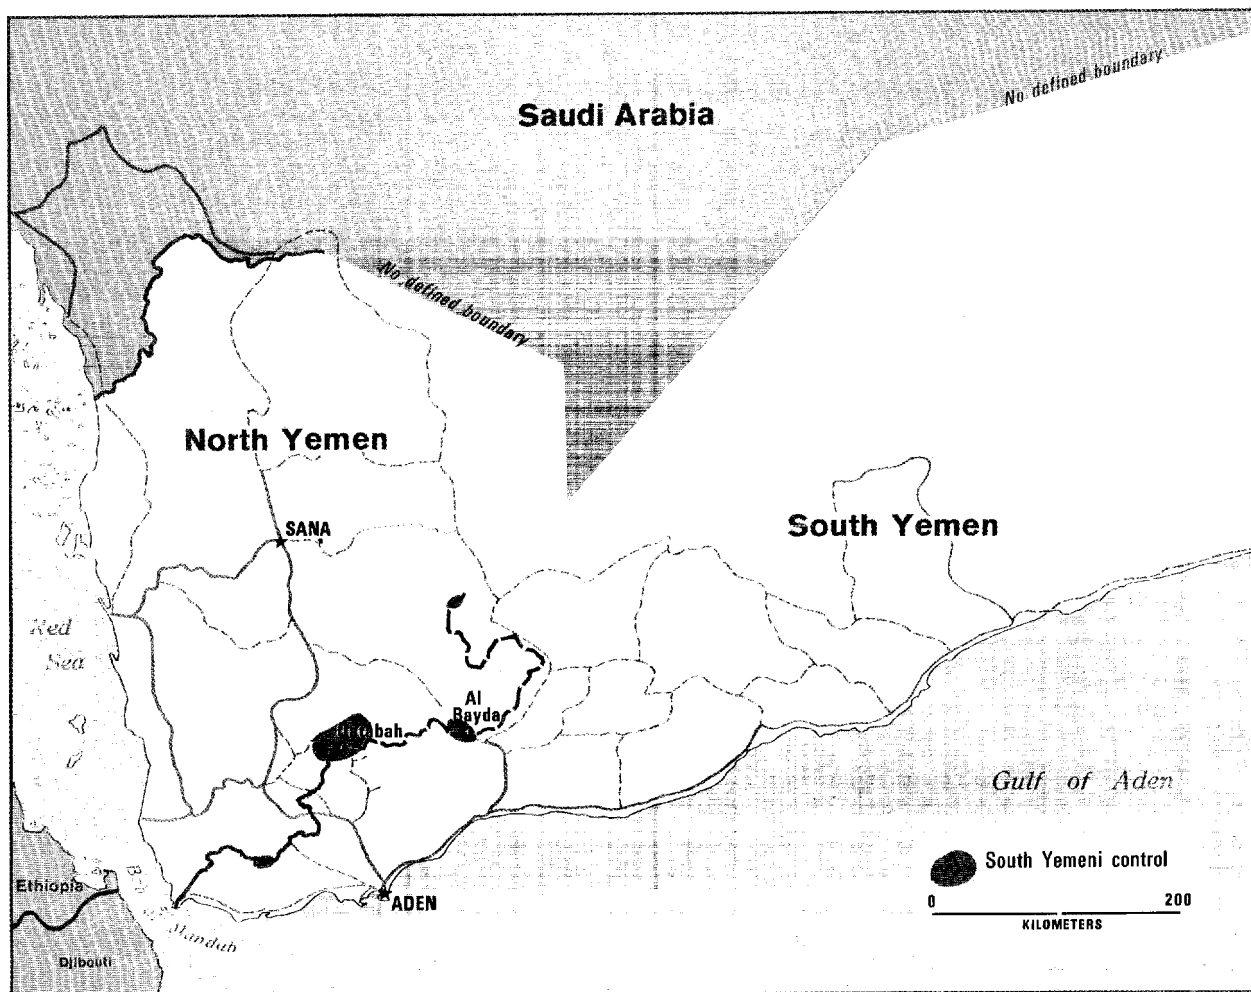 No defined boundary
Saudi Arabia
No defined boundary
North Yemen
SANA
South Yemen
Red
Sea
Al
Bayda
Gulf of Aden
South Yemeni control
0 200
KILOMETERS
Ethiopia
ADEN
Mandab
Djibouti